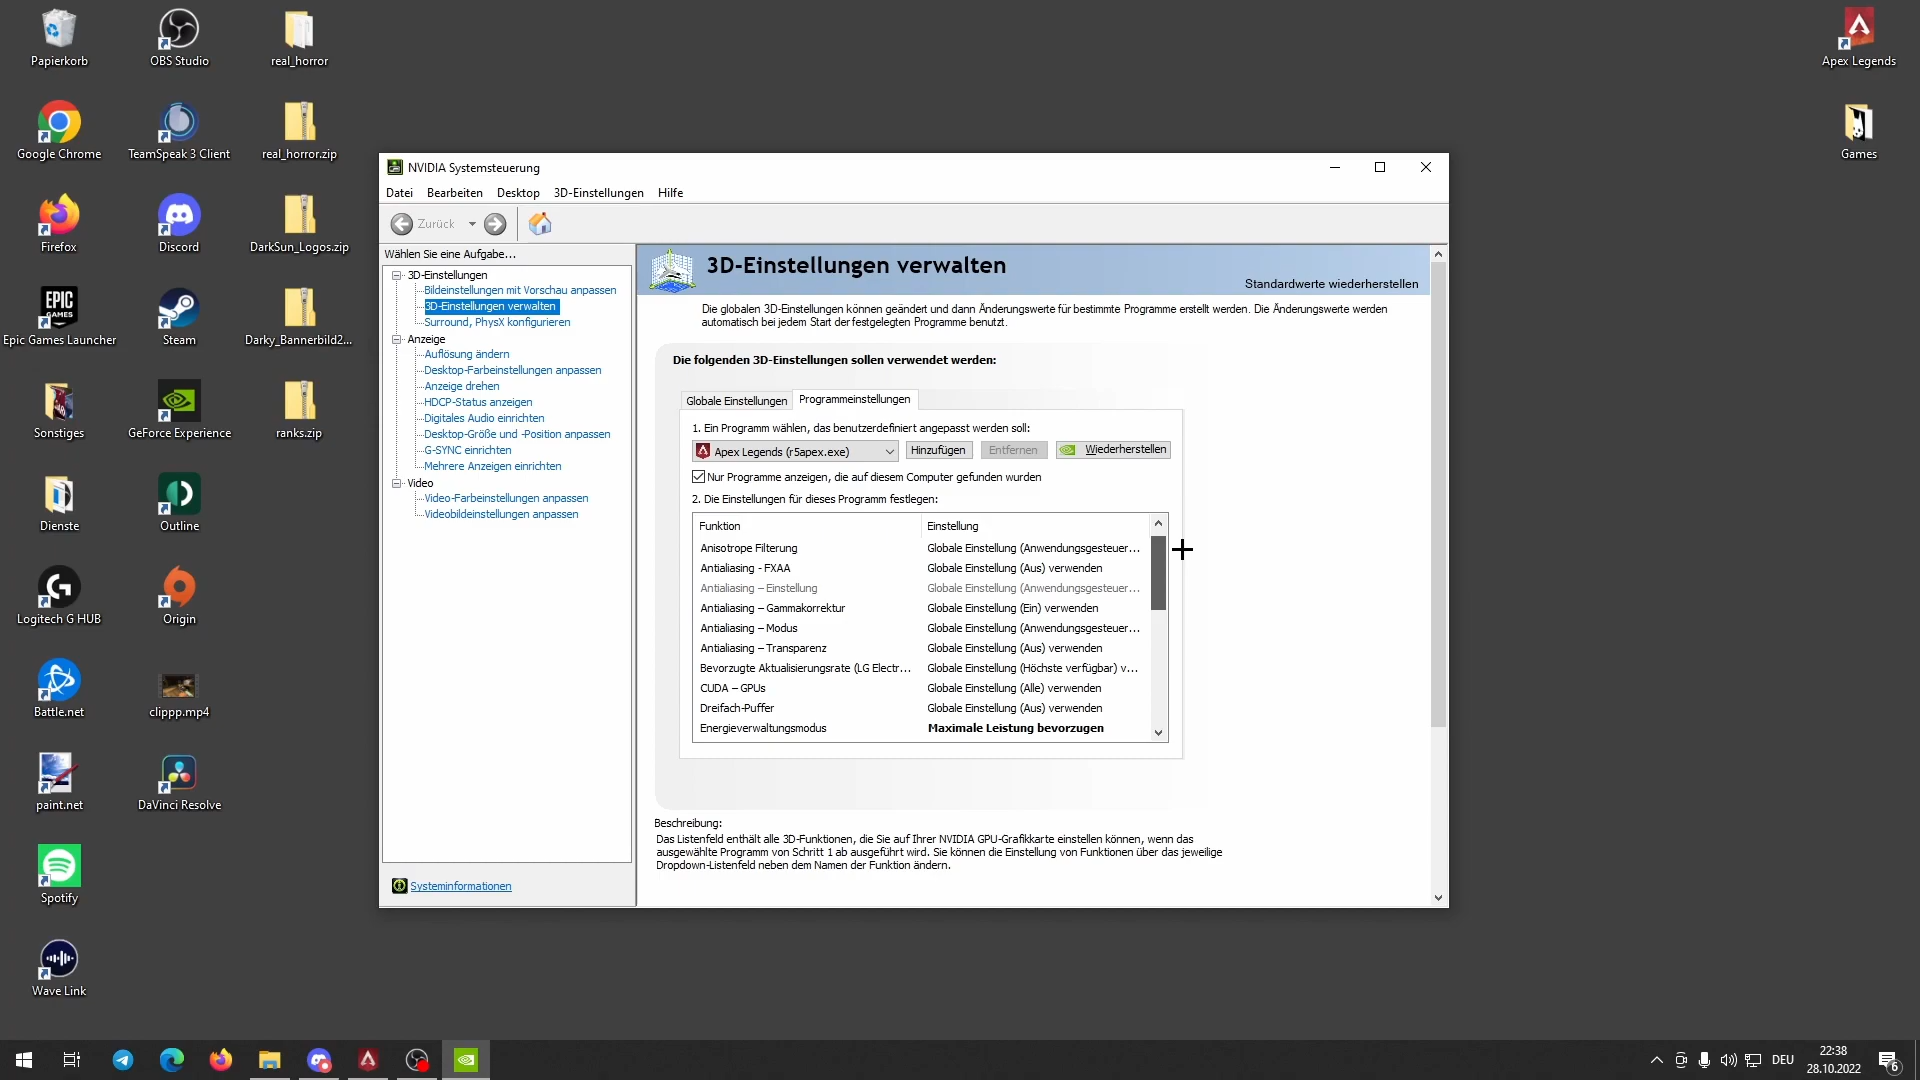 Papierkorb
OBS Studio
real_horror
Google Chrome
TeamSpeak 3 Client
real_horror.zip
Firefox
Discord
DarkSun_Logos.zip
EPIC
GAMES
Epic Games Launcher
Steam
Darky_Bannerbild2...
Sonstiges
GeForce Experience
ranks.zip
Dienste
Outline
Logitech G HUB
Origin
Battle.net
clippp.mp4
paint.net
DaVinci Resolve
Spotify
Wave Link
Apex Legends
Games
NVIDIA Systemsteuerung
Datei Bearbeiten Desktop 3D-Einstellungen Hilfe
Zurück
Wählen Sie eine Aufgabe...
3D-Einstellungen
Bildeinstellungen mit Vorschau anpassen
3D-Einstellungen verwalten
Surround, PhysX konfigurieren
Anzeige
Auflösung ändern
Desktop-Farbeinstellungen anpassen
Anzeige drehen
HDCP-Status anzeigen
Digitales Audio einrichten
Desktop-Größe und -Position anpassen
G-SYNC einrichten
Mehrere Anzeigen einrichten
Video
Video-Farbeinstellungen anpassen
Videobildeinstellungen anpassen
Systeminformationen
3D-Einstellungen verwalten
Standardwerte wiederherstellen
Die globalen 3D-Einstellungen können geändert und dann Änderungswerte für bestimmte Programme erstellt werden. Die Änderungswerte werden
automatisch bei jedem Start der festgelegten Programme benutzt.
Die folgenden 3D-Einstellungen sollen verwendet werden:
Globale Einstellungen Programmeinstellungen
1. Ein Programm wählen, das benutzerdefiniert angepasst werden soll:
Apex Legends (r5apex.exe) Hinzufügen Entfernen Wiederherstellen
Nur Programme anzeigen, die auf diesem Computer gefunden wurden
2. Die Einstellungen für dieses Programm festlegen:
Funktion Einstellung
Anisotrope Filterung Globale Einstellung (Anwendungsgesteuer...
Antialiasing - FXAA Globale Einstellung (Aus) verwenden
Antialiasing – Einstellung Globale Einstellung (Anwendungsgesteuer...
Antialiasing – Gammakorrektur Globale Einstellung (Ein) verwenden
Antialiasing – Modus Globale Einstellung (Anwendungsgesteuer...
Antialiasing – Transparenz Globale Einstellung (Aus) verwenden
Bevorzugte Aktualisierungsrate (LG Electr... Globale Einstellung (Höchste verfügbar) v...
CUDA – GPUs Globale Einstellung (Alle) verwenden
Dreifach-Puffer Globale Einstellung (Aus) verwenden
Energieverwaltungsmodus Maximale Leistung bevorzugen
Beschreibung:
Das Listenfeld enthält alle 3D-Funktionen, die Sie auf Ihrer NVIDIA GPU-Grafikkarte einstellen können, wenn das
ausgewählte Programm von Schritt 1 ab ausgeführt wird. Sie können die Einstellung von Funktionen über das jeweilige
Dropdown-Listenfeld neben dem Namen der Funktion ändern.
DEU
22:38
28.10.2022
6